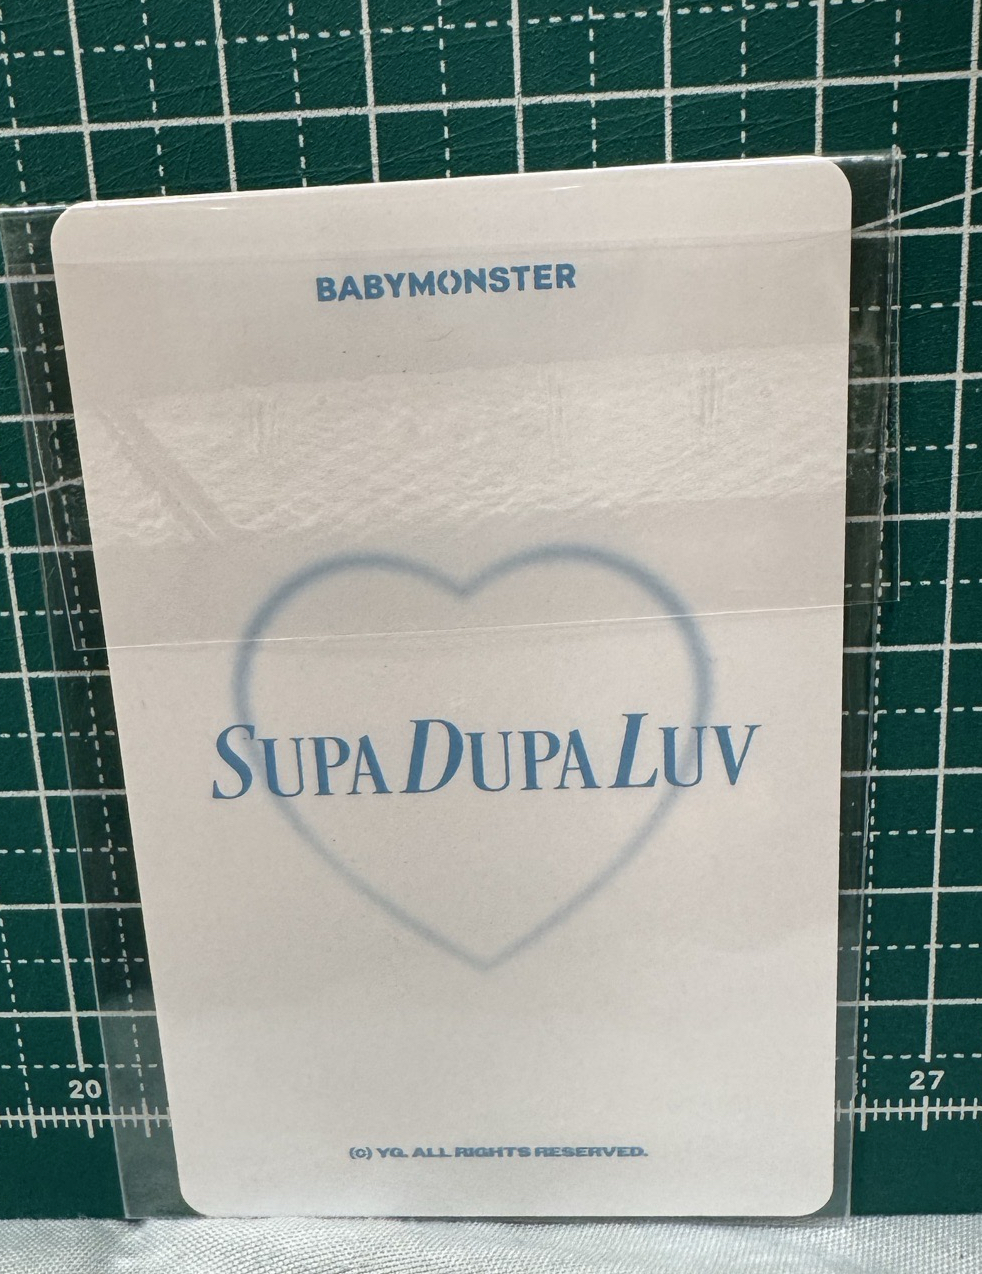 BABYMONSTER
SUPA DUPA LUV
(C) YG. ALL RIGHTS RESERVED.
20
27